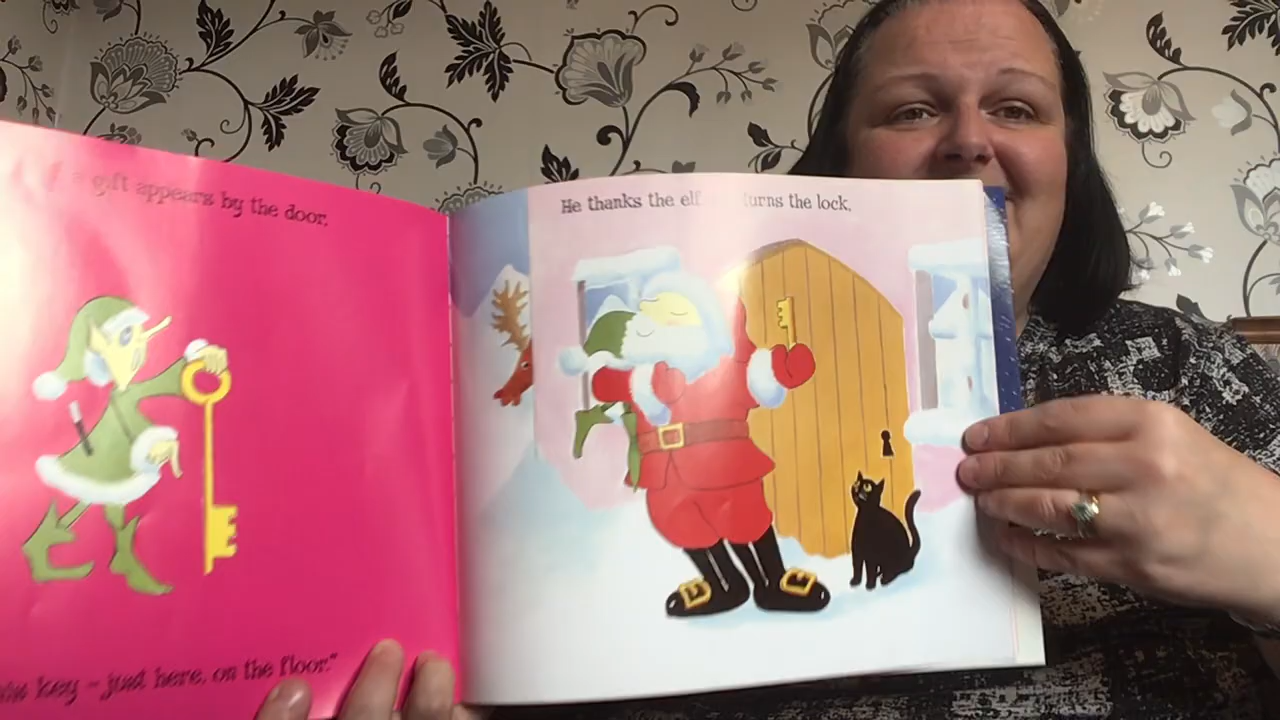 gift appears by the door,
key – just here, on the floor."
He thanks the elf turns the lock,